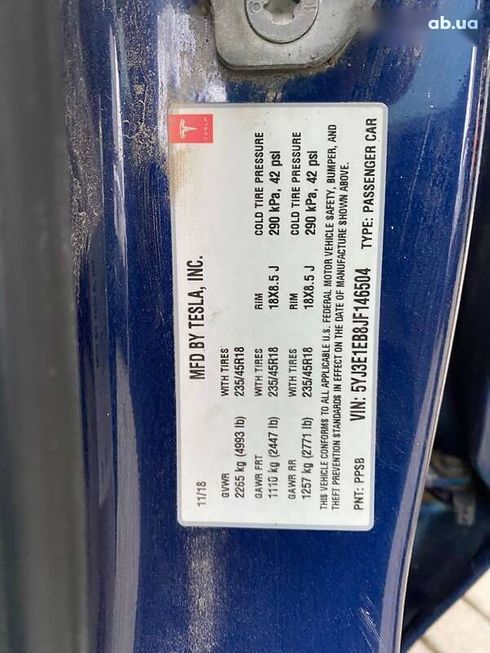 ab.ua
TESLA
MFD BY TESLA, INC.
11/18
GVWR WITH TIRES RIM COLD TIRE PRESSURE
2265 kg (4993 lb) 235/45R18 18X8.5 J 290 kPa, 42 psi
GAWR FRT
1110 kg (2447 lb) 235/45R18
GAWR RR WITH TIRES RIM COLD TIRE PRESSURE
1257 kg (2771 lb) 235/45R18 18X8.5 J 290 kPa, 42 psi
THIS VEHICLE CONFORMS TO ALL APPLICABLE U.S. FEDERAL MOTOR VEHICLE SAFETY, BUMPER, AND
THEFT PREVENTION STANDARDS IN EFFECT ON THE DATE OF MANUFACTURE SHOWN ABOVE.
VIN: 5YJ3E1EB8JF146504
PNT: PPSB TYPE: PASSENGER CAR